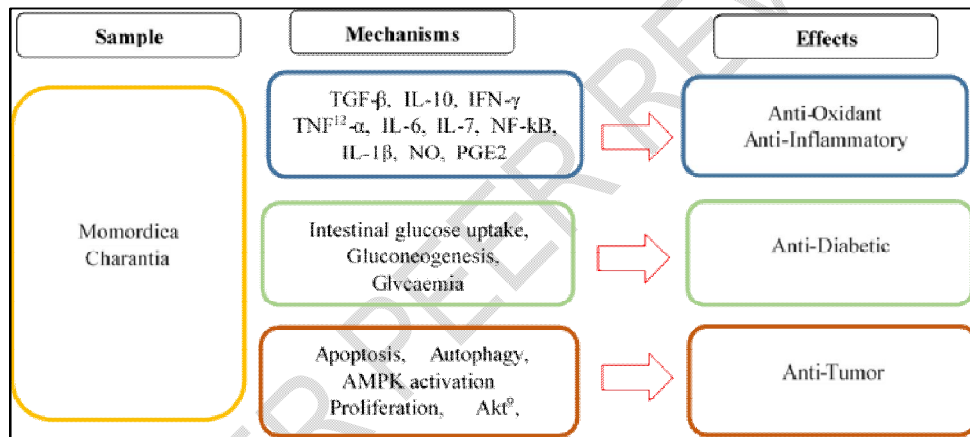 Sample
Mechanisms
Effects
Momordica
Charantia
TGF-β, IL-10, IFN-γ
TNF¹²-α, IL-6, IL-7, NF-kB,
IL-1β, NO, PGE2
Anti-Oxidant
Anti-Inflammatory
Intestinal glucose uptake,
Gluconeogenesis,
Glycaemia
Anti-Diabetic
Apoptosis, Autophagy,
AMPK activation
Proliferation, Akt⁹,
Anti-Tumor
PEER